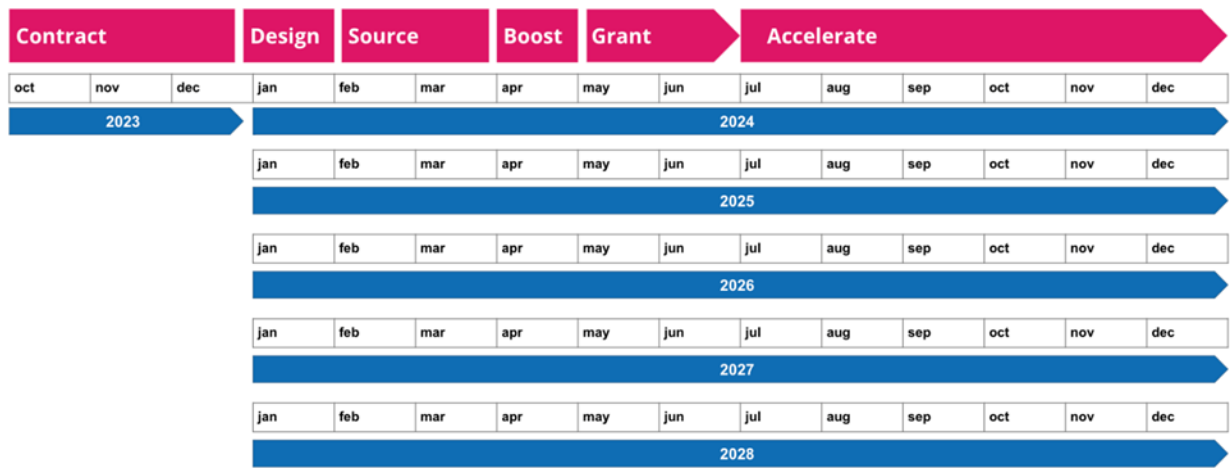 Contract Design Source Boost Grant Accelerate
oct nov dec jan feb mar apr may jun jul aug sep oct nov dec
2023 2024
jan feb mar apr may jun jul aug sep oct nov dec
2025
jan feb mar apr may jun jul aug sep oct nov dec
2026
jan feb mar apr may jun jul aug sep oct nov dec
2027
jan feb mar apr may jun jul aug sep oct nov dec
2028